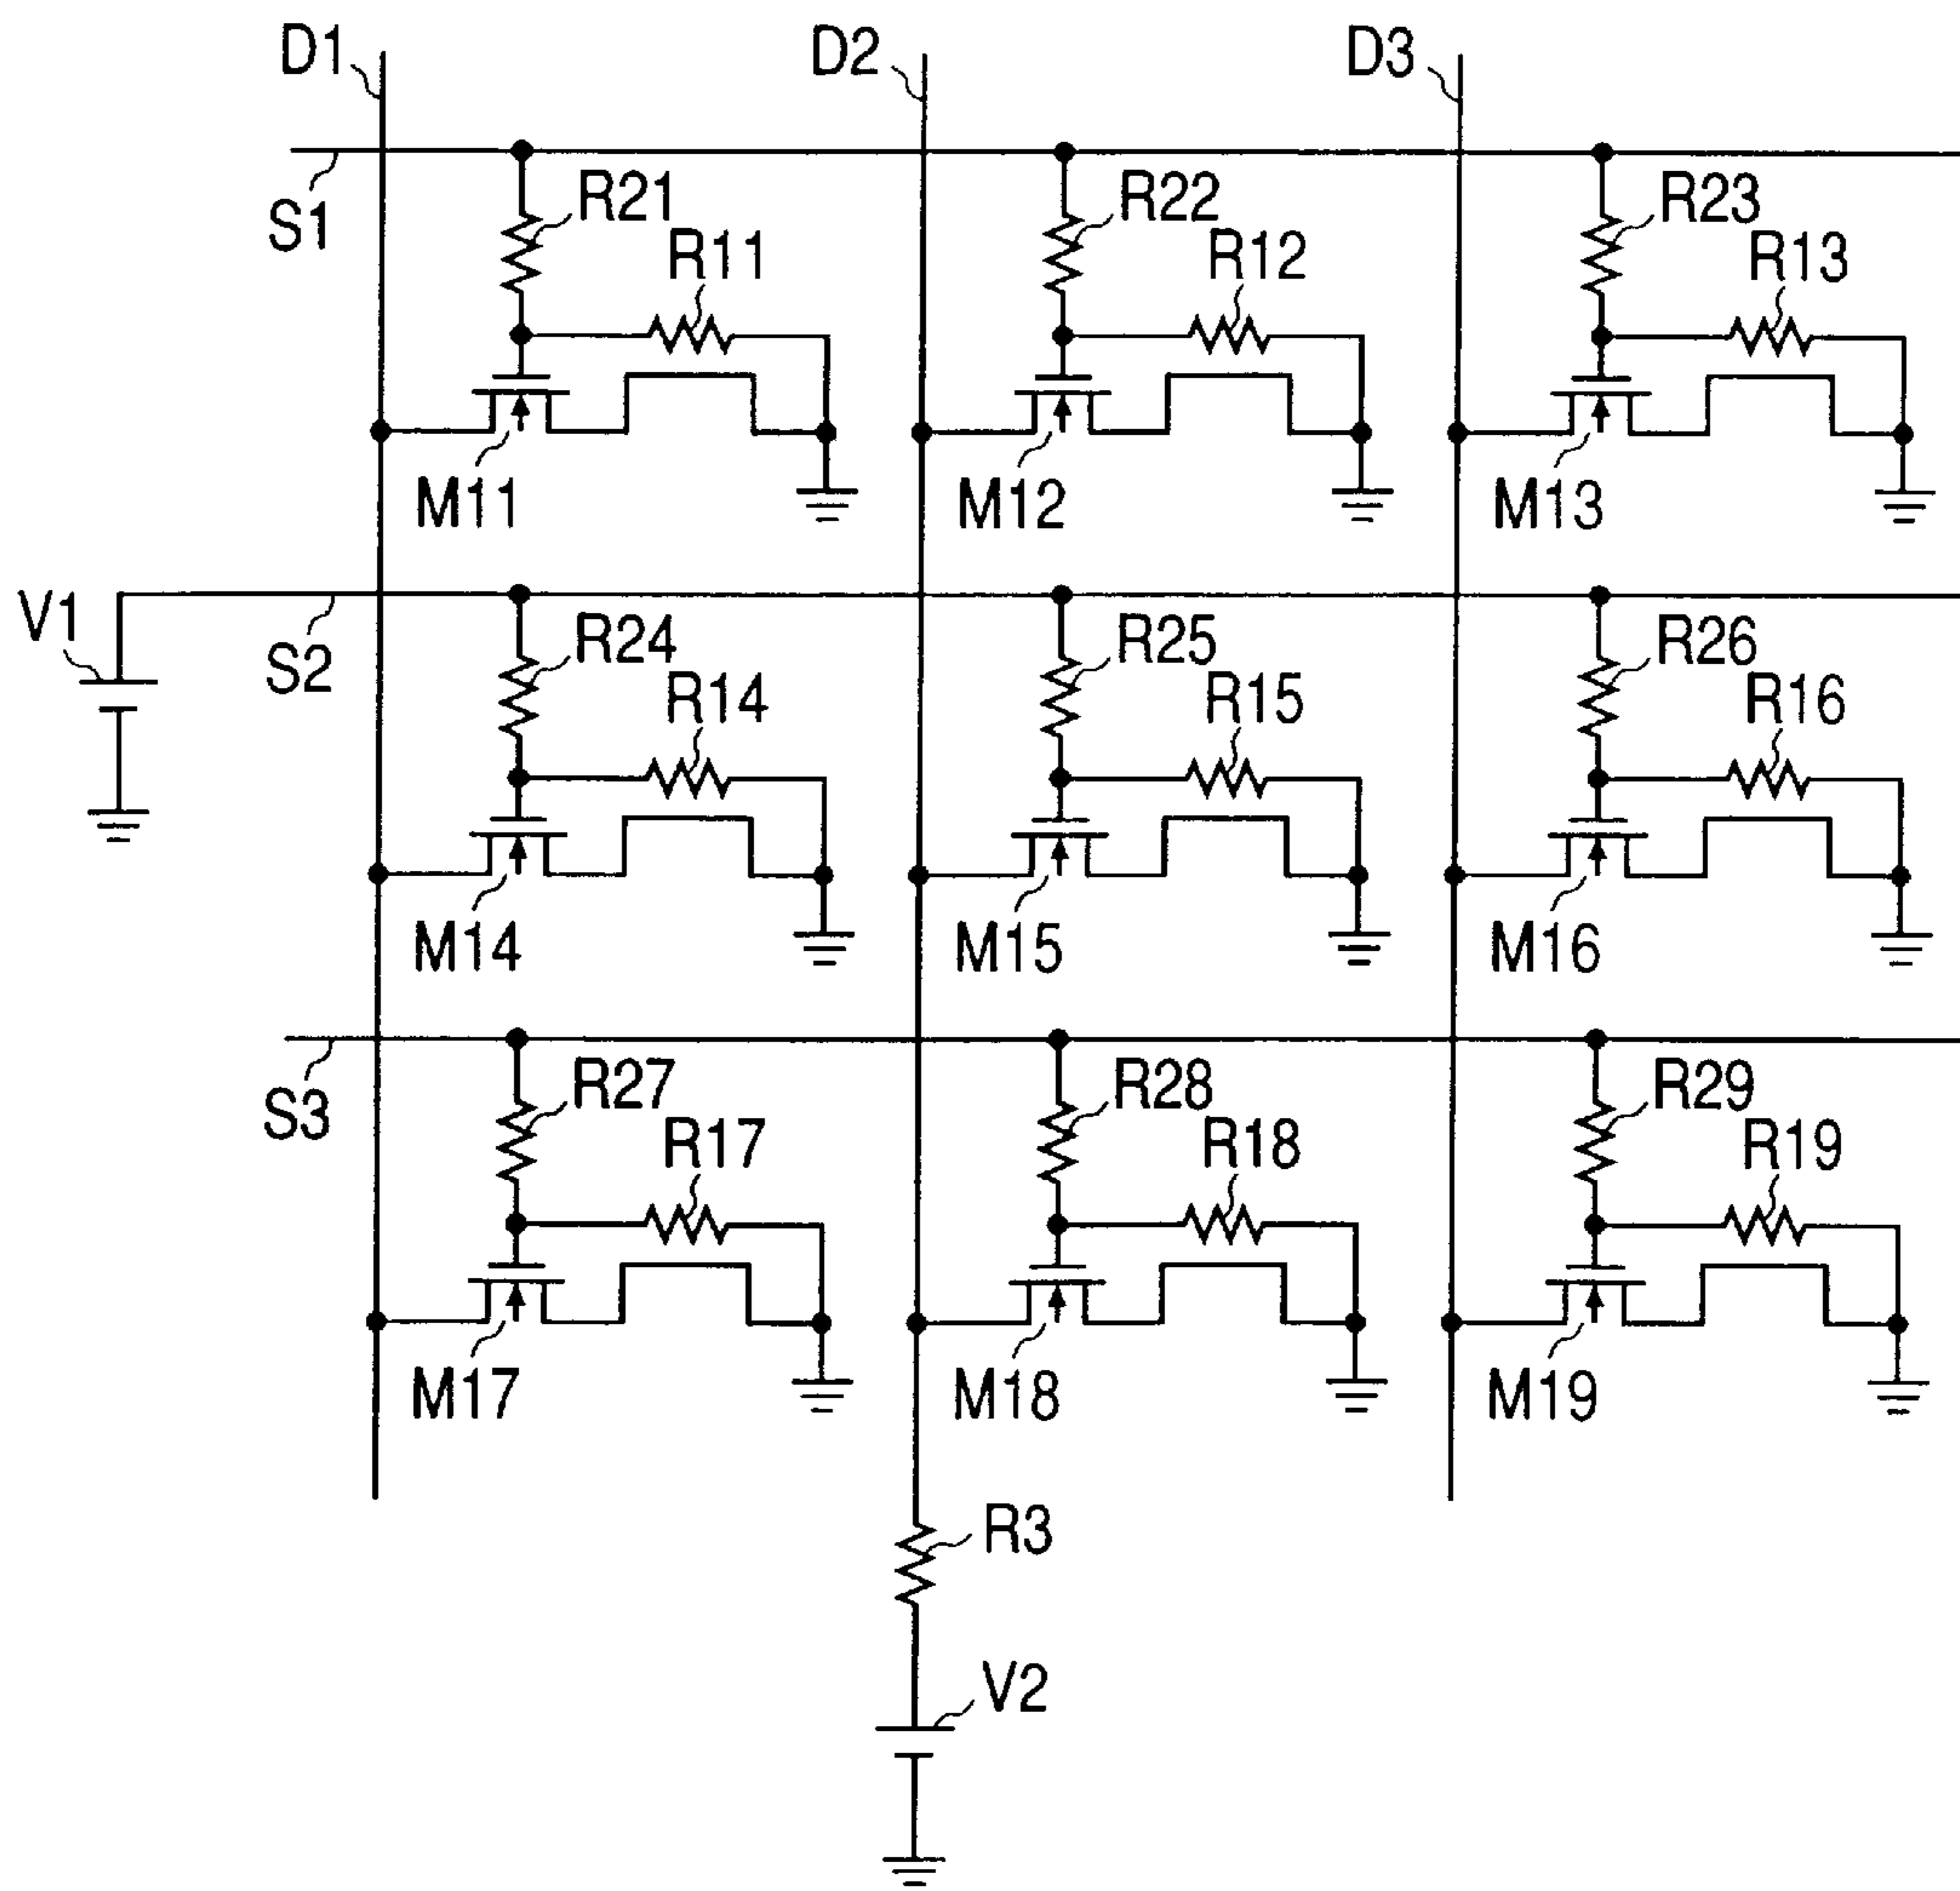 D1 D2 D3
S1 R21 R22 R23
R11 R12 R13
M11 M12 M13
V1 S2 R24 R25 R26
R14 R15 R16
M14 M15 M16
S3 R27 R28 R29
R17 R18 R19
M17 M18 M19
R3
V2